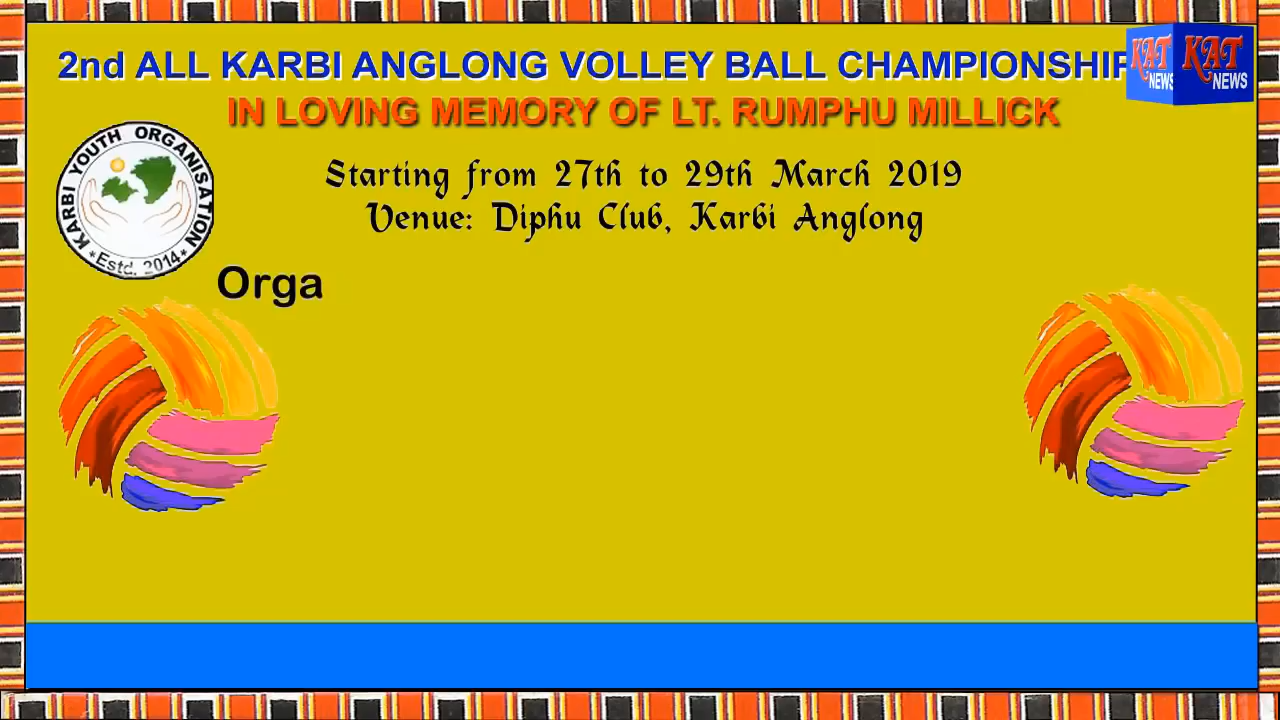 2nd ALL KARBI ANGLONG VOLLEY BALL CHAMPIONSHIP
KAT NEWS KAT NEWS
IN LOVING MEMORY OF LT. RUMPHU MILLICK
KARBI YOUTH ORGANISATION
*Estd. 2014*
Starting from 27th to 29th March 2019
Venue: Diphu Club, Karbi Anglong
Orga